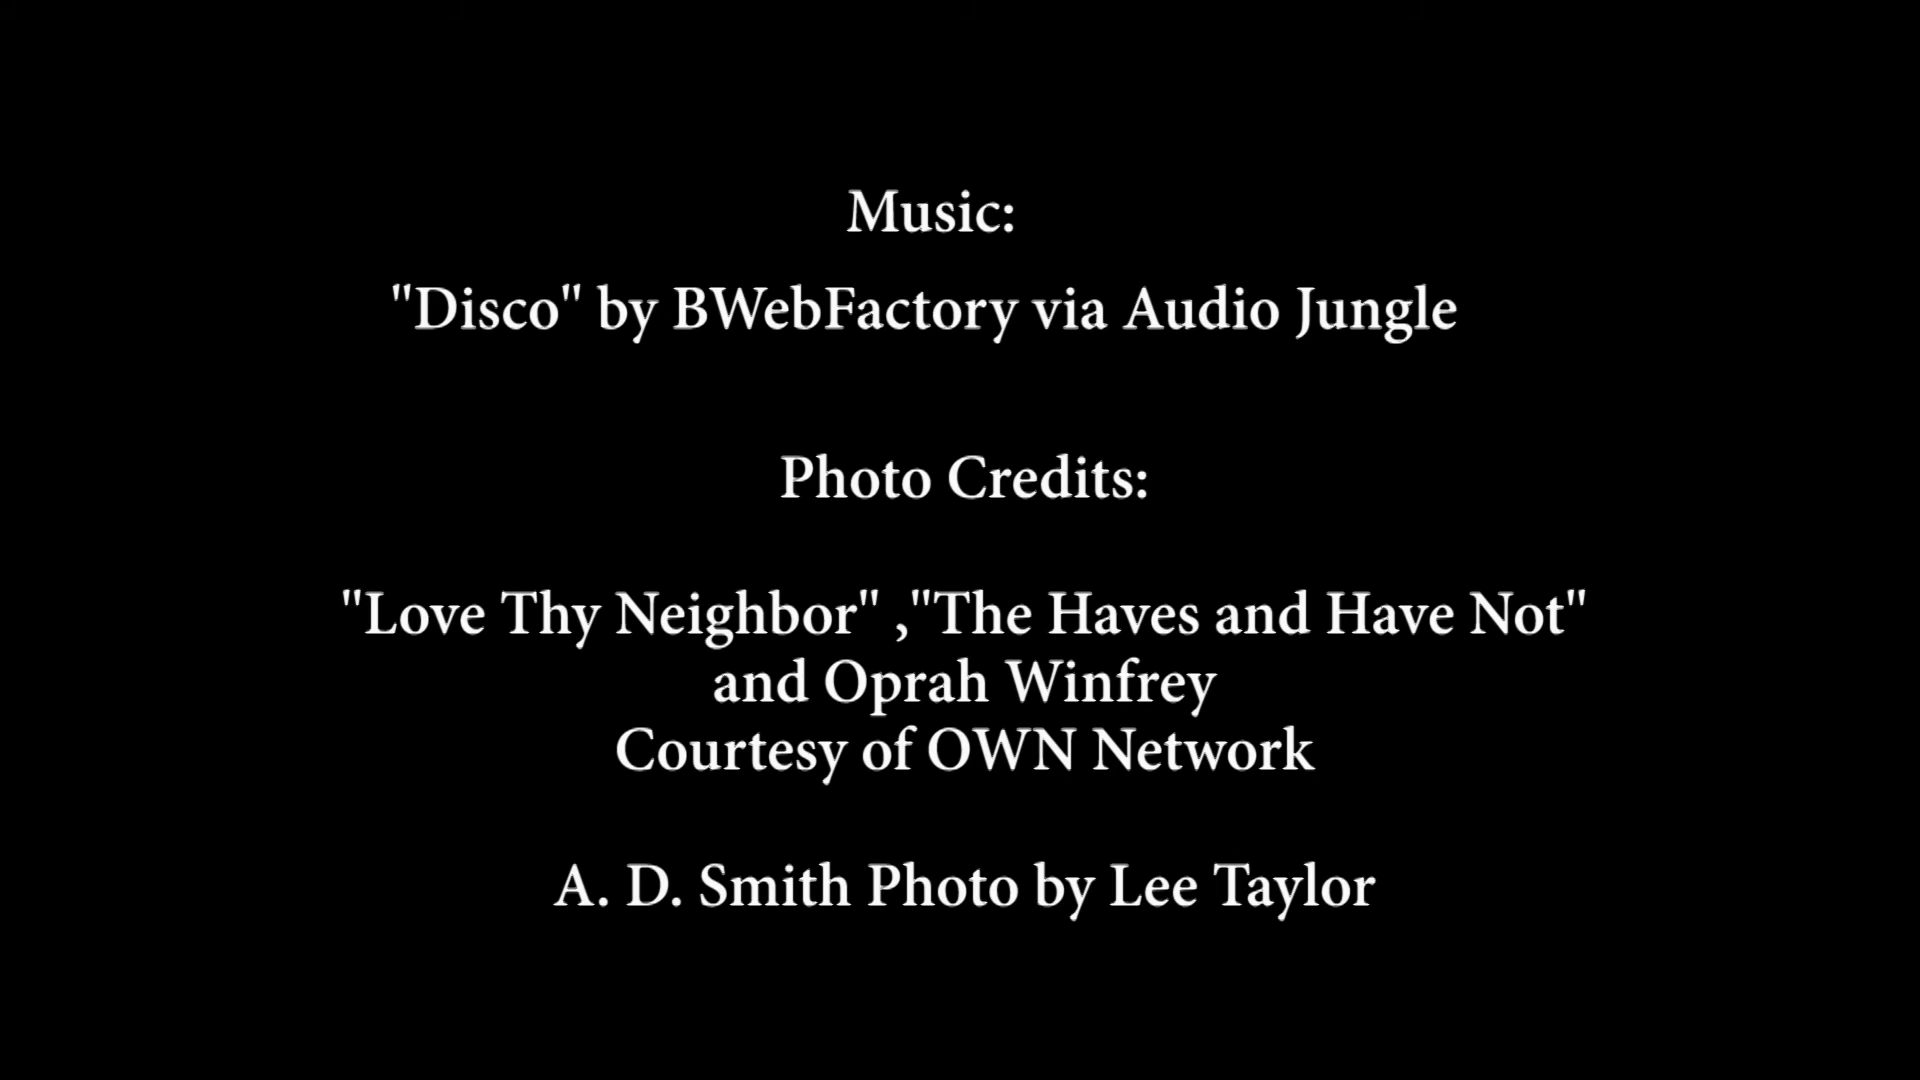 Music:
"Disco" by BWebFactory via Audio Jungle
Photo Credits:
"Love Thy Neighbor" ,"The Haves and Have Not"
and Oprah Winfrey
Courtesy of OWN Network
A. D. Smith Photo by Lee Taylor